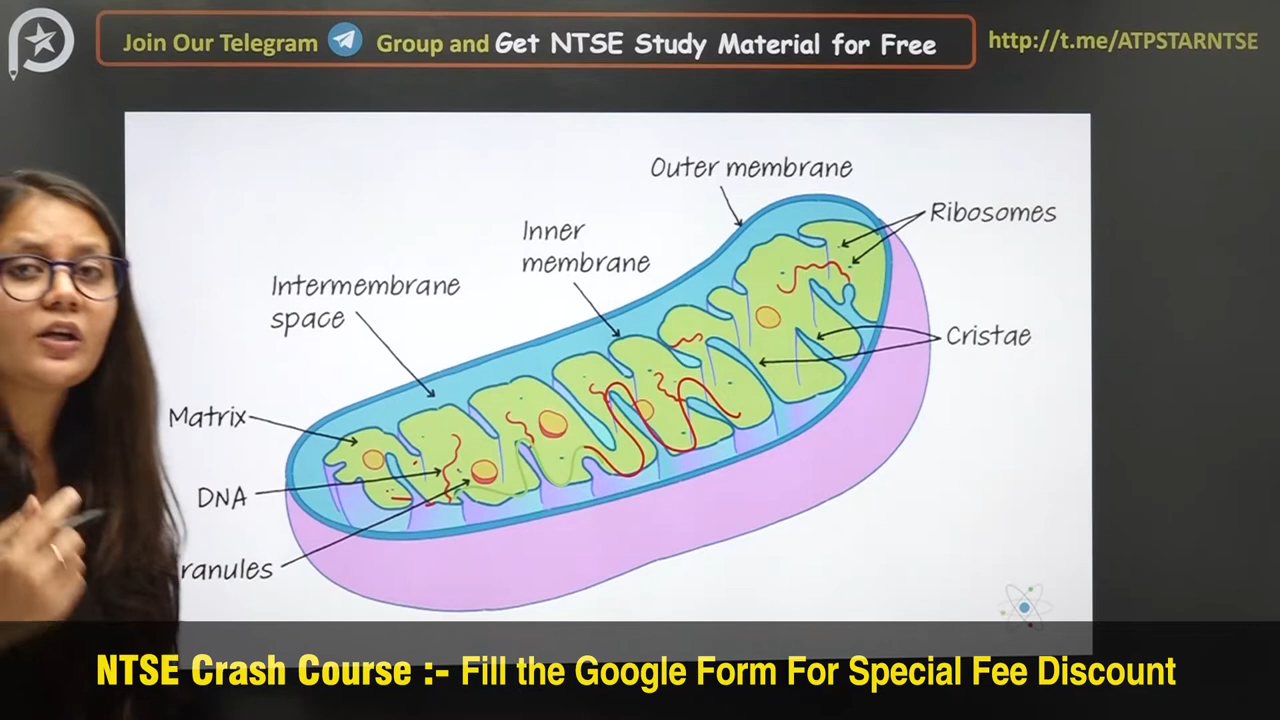 Join Our Telegram Group and Get NTSE Study Material for Free
http://t.me/ATPSTARNTSE
Outer membrane
Ribosomes
Inner
membrane
Intermembrane
space
Cristae
Matrix
DNA
ranules
NTSE Crash Course :- Fill the Google Form For Special Fee Discount